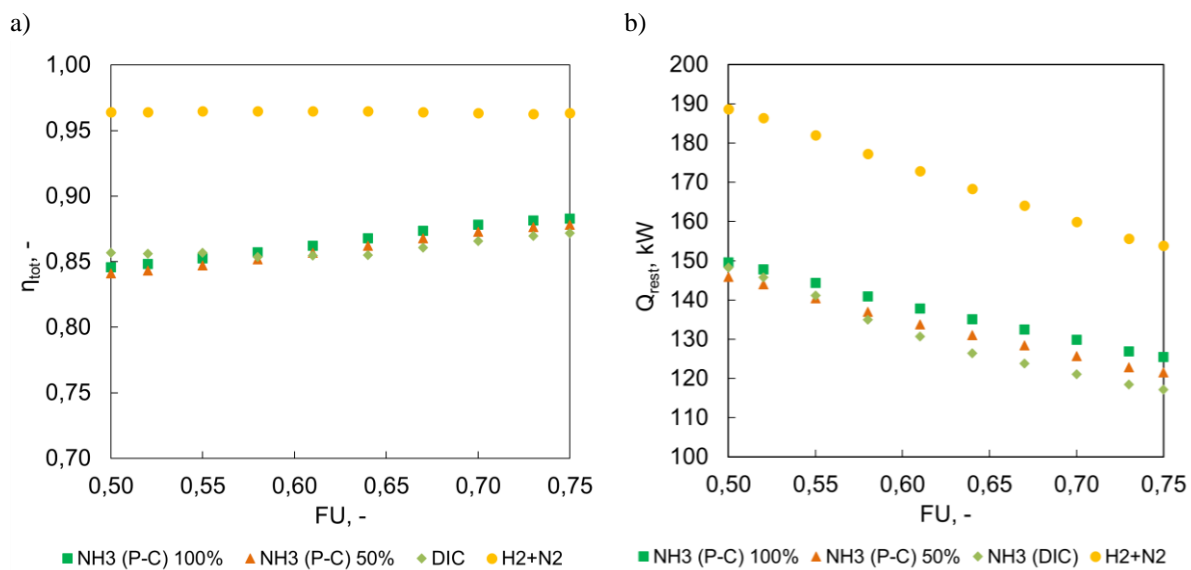 a)
1,00
0,95
0,90
0,85
0,80
0,75
0,70
ηtot, -
0,50 0,55 0,60 0,65 0,70 0,75
FU, -
NH3 (P-C) 100% NH3 (P-C) 50% DIC H2+N2
b)
200
190
180
170
160
150
140
130
120
110
100
Qrest, kW
0,50 0,55 0,60 0,65 0,70 0,75
FU, -
NH3 (P-C) 100% NH3 (P-C) 50% NH3 (DIC) H2+N2